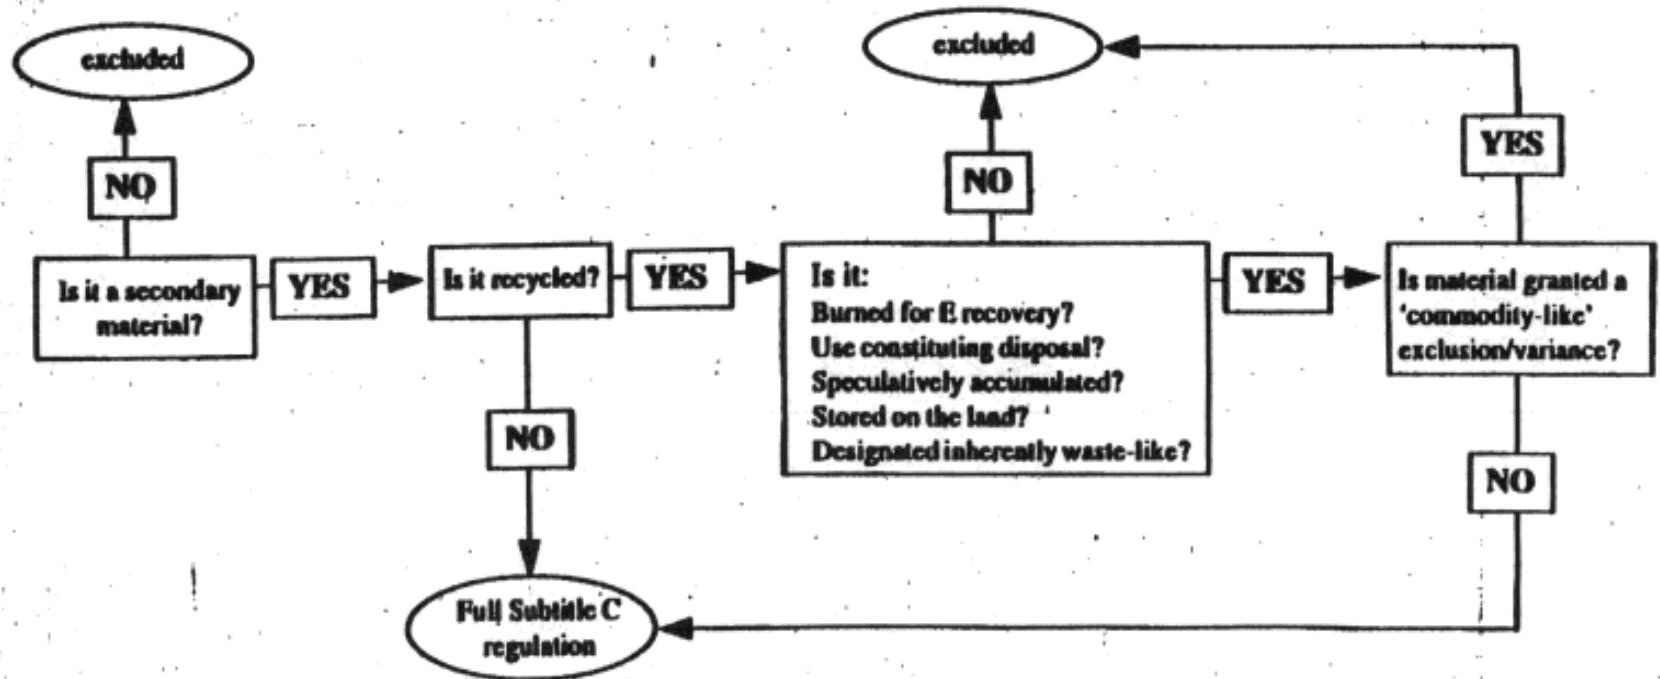 excluded
NO
Is it a secondary
material?
YES
Is it recycled?
YES
NO
Full Subtitle C
regulation
excluded
NO
Is it:
Burned for E recovery?
Use constituting disposal?
Speculatively accumulated?
Stored on the land?
Designated inherently waste-like?
YES
YES
Is material granted a
'commodity-like'
exclusion/variance?
NO